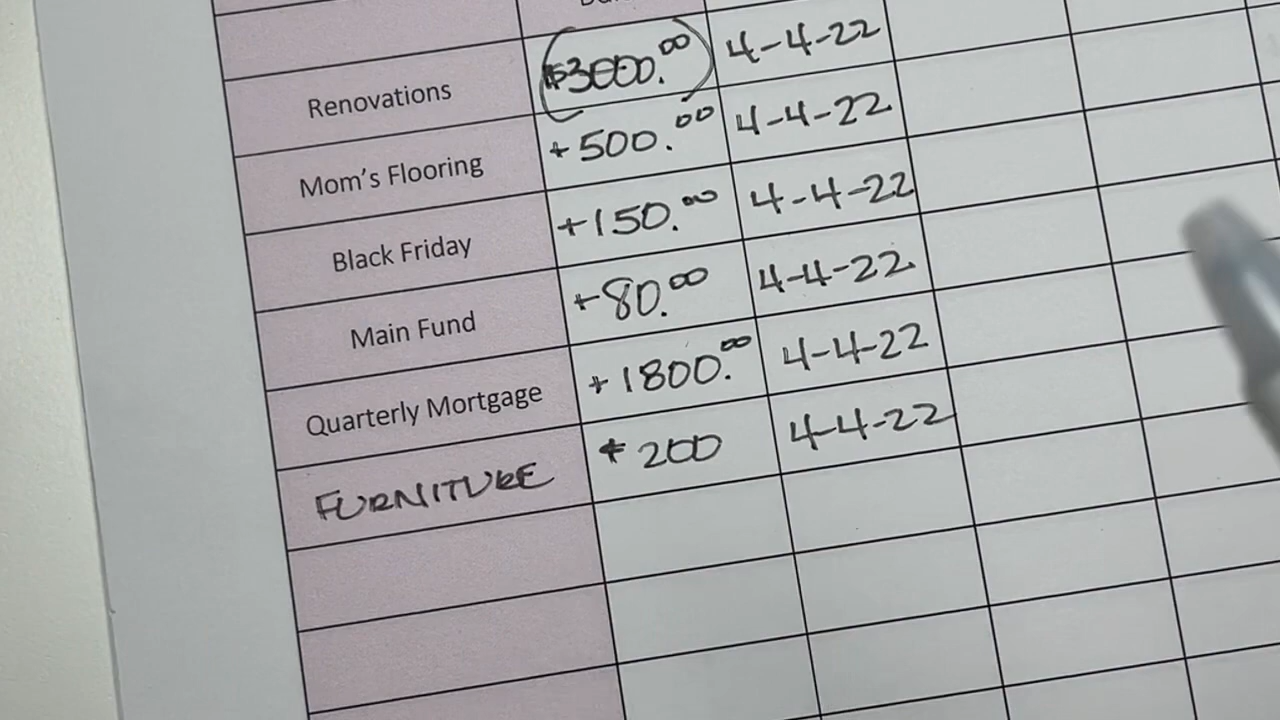 Renovations $3000.00 4-4-22
Mom's Flooring +500.00 4-4-22
Black Friday +150.00 4-4-22
Main Fund +80.00 4-4-22
Quarterly Mortgage +1800.00 4-4-22
FURNITURE + 200 4-4-22